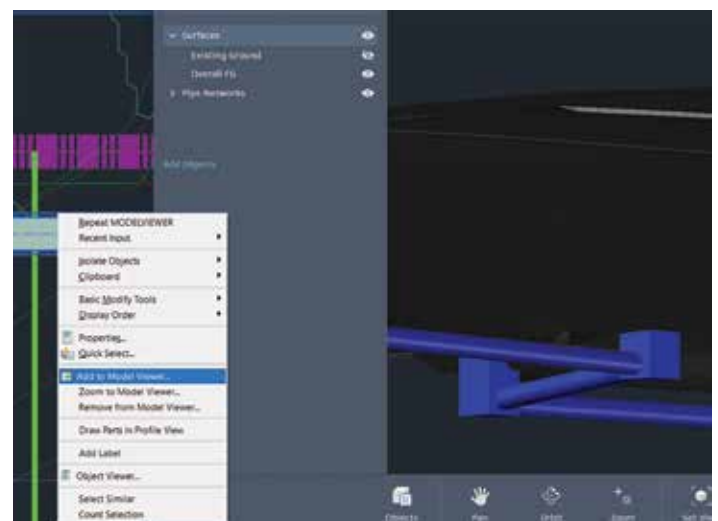 Surfaces
Existing Ground
Overall FG
Pipe Networks
Add Objects
Repeat MODELVIEWER
Recent Input
Isolate Objects
Clipboard
Basic Modify Tools
Display Order
Properties...
Quick Select...
Add to Model Viewer...
Zoom to Model Viewer...
Remove from Model Viewer...
Draw Parts in Profile View
Add Label
Object Viewer...
Select Similar
Count Selection
Objects
Pan
Orbit
Zoom